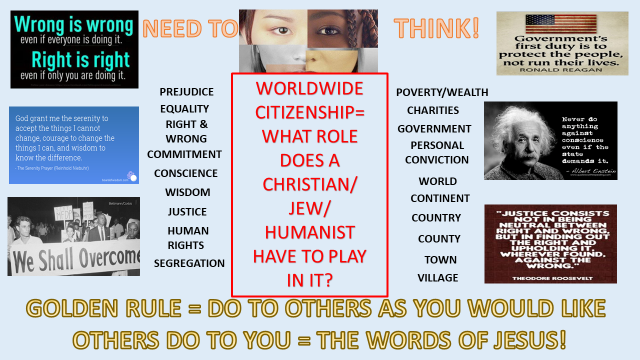 Wrong is wrong
even if everyone is doing it.
Right is right
even if only you are doing it.
NEED TO
THINK!
Government's
first duty is to
protect the people,
not run their lives.
RONALD REAGAN
God grant me the serenity to
accept the things I cannot
change, courage to change the
things I can, and wisdom to
know the difference.
- The Serenity Prayer (Reinhold Niebuhr)
We Shall Overcome
PREJUDICE
EQUALITY
RIGHT &
WRONG
COMMITMENT
CONSCIENCE
WISDOM
JUSTICE
HUMAN
RIGHTS
SEGREGATION
WORLDWIDE
CITIZENSHIP=
WHAT ROLE
DOES A
CHRISTIAN/
JEW/
HUMANIST
HAVE TO PLAY
IN IT?
POVERTY/WEALTH
CHARITIES
GOVERNMENT
PERSONAL
CONVICTION
WORLD
CONTINENT
COUNTRY
COUNTY
TOWN
VILLAGE
Never do
anything
against
conscience
even if the
state
demands it.
- Albert Einstein
"JUSTICE CONSISTS
NOT IN BEING
NEUTRAL BETWEEN
RIGHT AND WRONG,
BUT IN FINDING OUT
THE RIGHT AND
UPHOLDING IT,
WHEREVER FOUND,
AGAINST THE
WRONG."
THEODORE ROOSEVELT
GOLDEN RULE = DO TO OTHERS AS YOU WOULD LIKE
OTHERS DO TO YOU = THE WORDS OF JESUS!